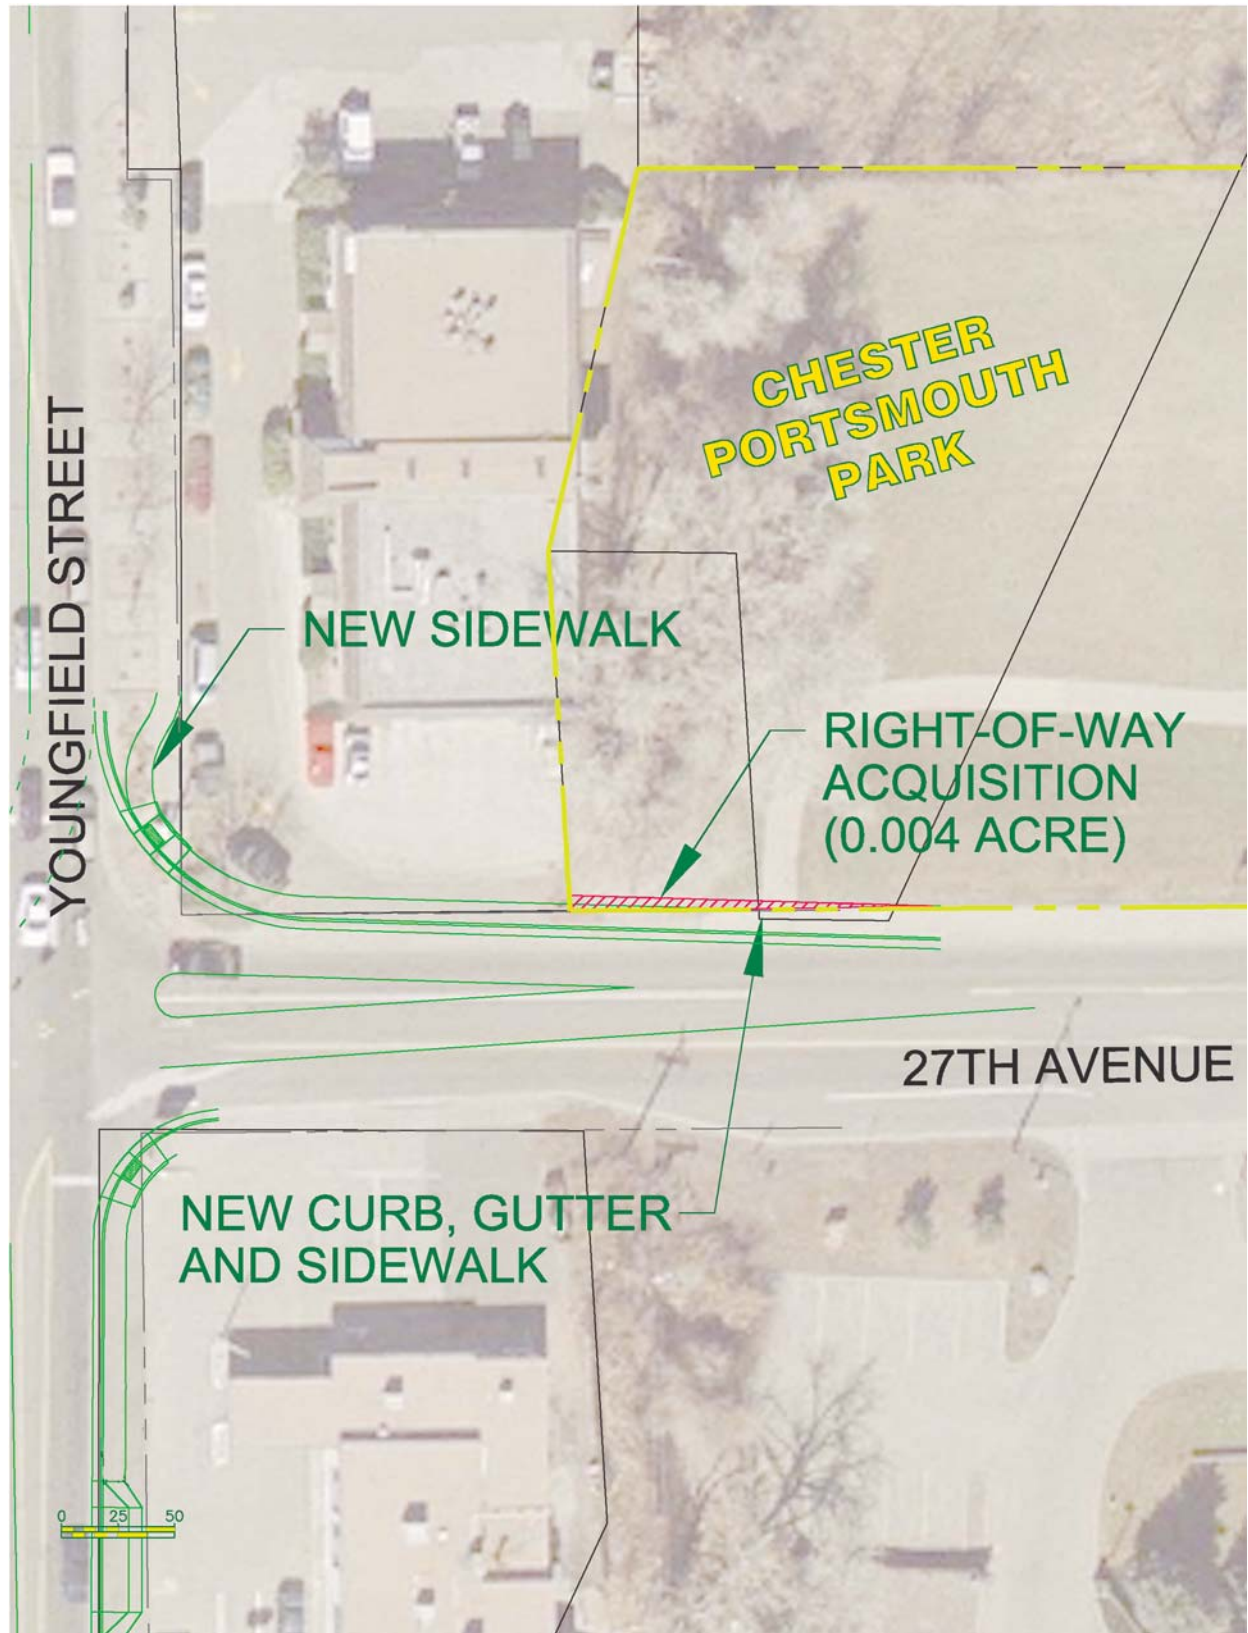 CHESTER
PORTSMOUTH
PARK
YOUNGFIELD STREET
NEW SIDEWALK
RIGHT-OF-WAY
ACQUISITION
(0.004 ACRE)
27TH AVENUE
NEW CURB, GUTTER
AND SIDEWALK
0 25 50